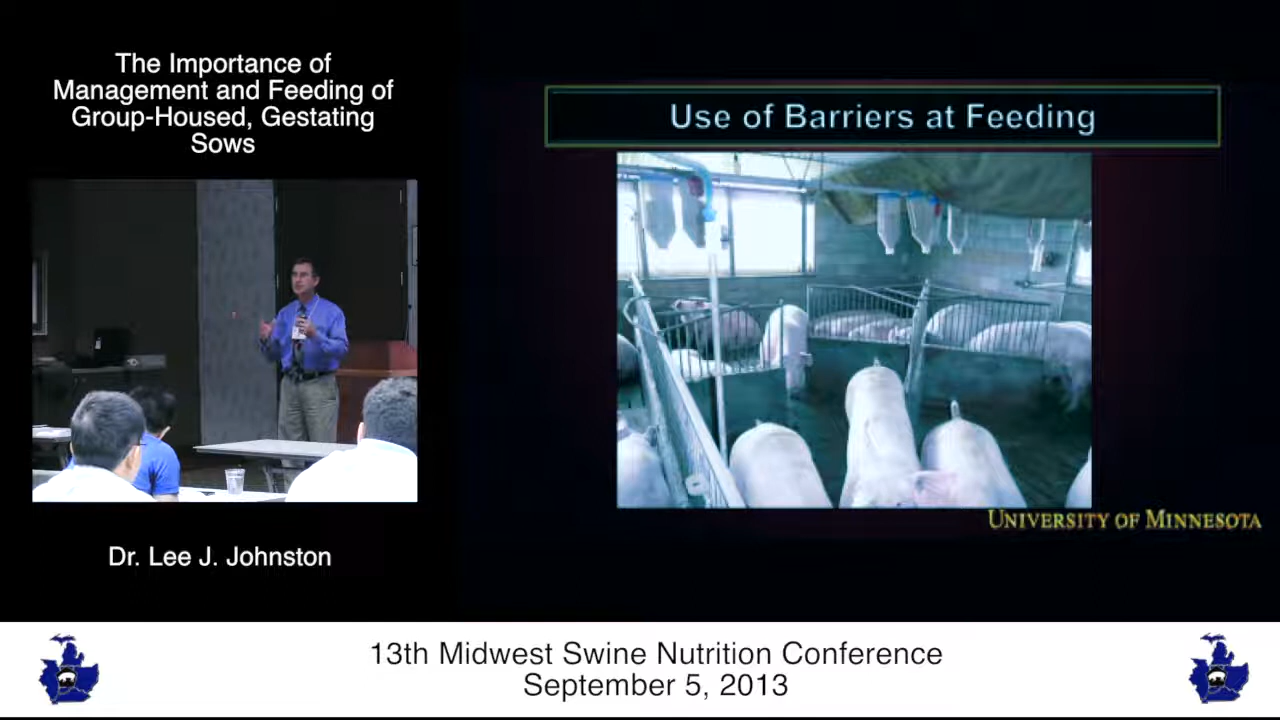 The Importance of
Management and Feeding of
Group-Housed, Gestating
Sows
Use of Barriers at Feeding
UNIVERSITY OF MINNESOTA
Dr. Lee J. Johnston
13th Midwest Swine Nutrition Conference
September 5, 2013